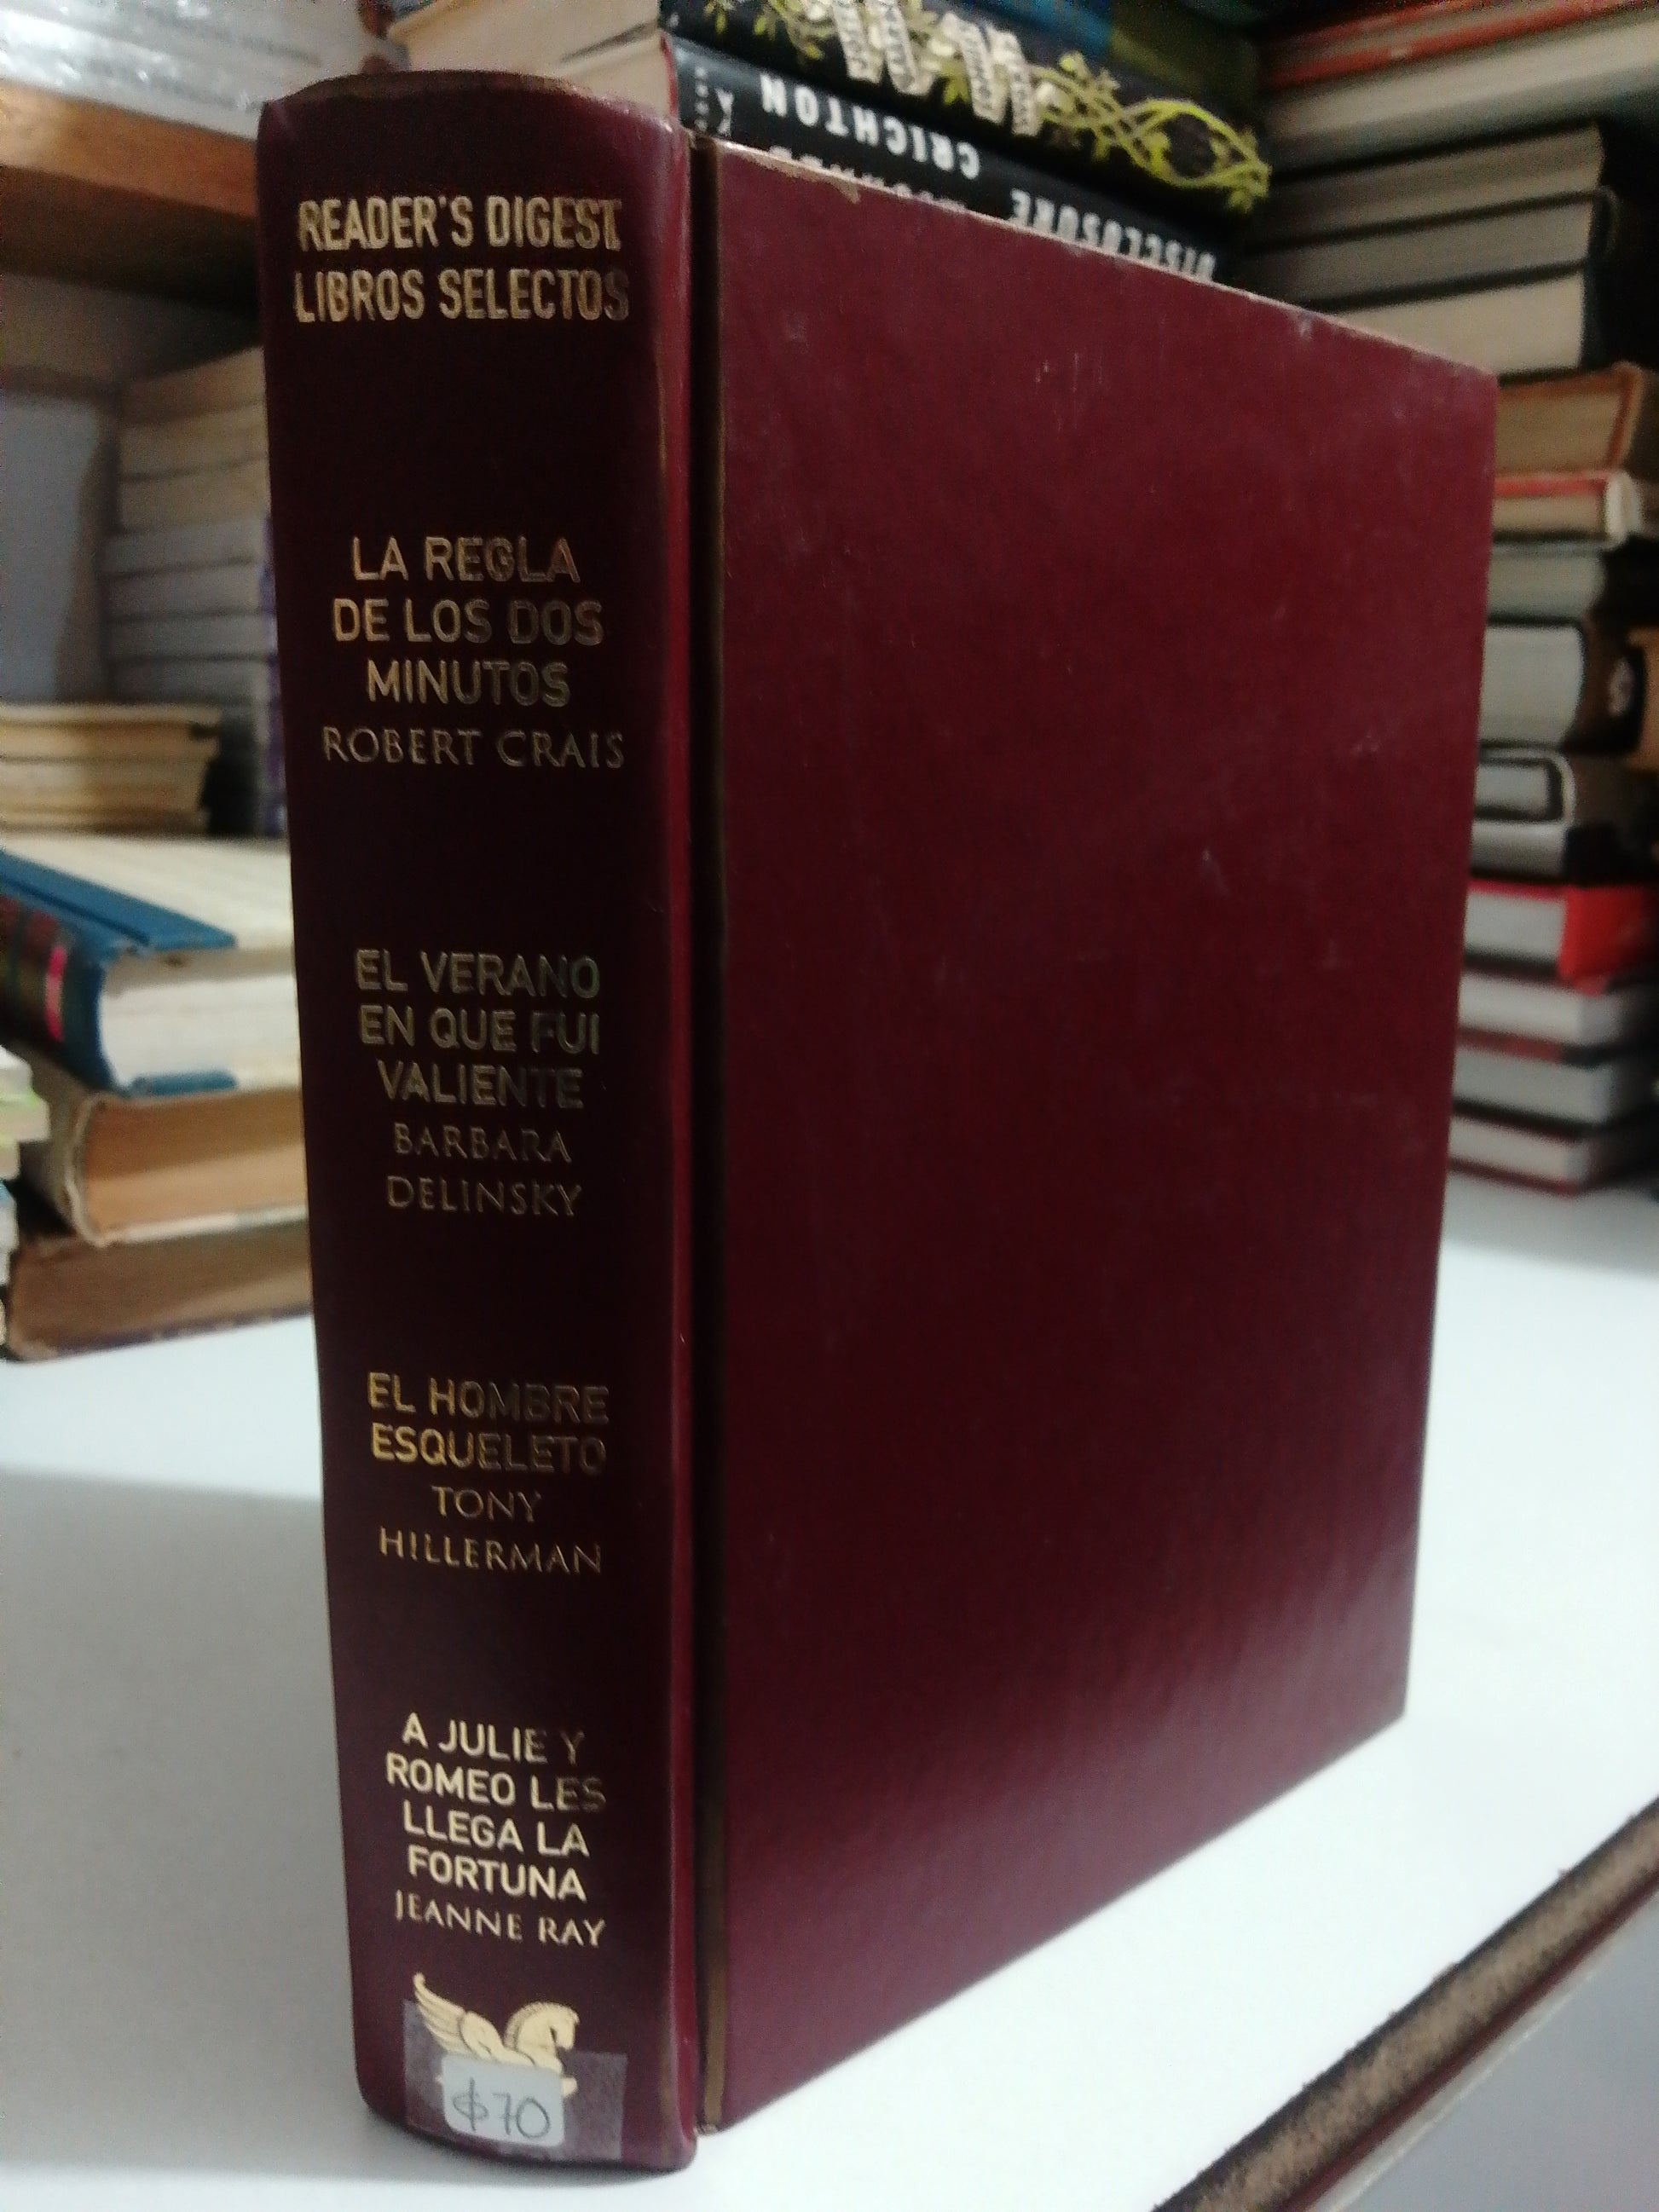 READER'S DIGEST
LIBROS SELECTOS
LA REGLA
DE LOS DOS
MINUTOS
ROBERT CRAIS
EL VERANO
EN QUE FUI
VALIENTE
BARBARA
DELINSKY
EL HOMBRE
ESQUELETO
TONY
HILLERMAN
A JULIE Y
ROMEO LES
LLEGA LA
FORTUNA
JEANNE RAY
$70
CRICHTON
DISCLOSURE